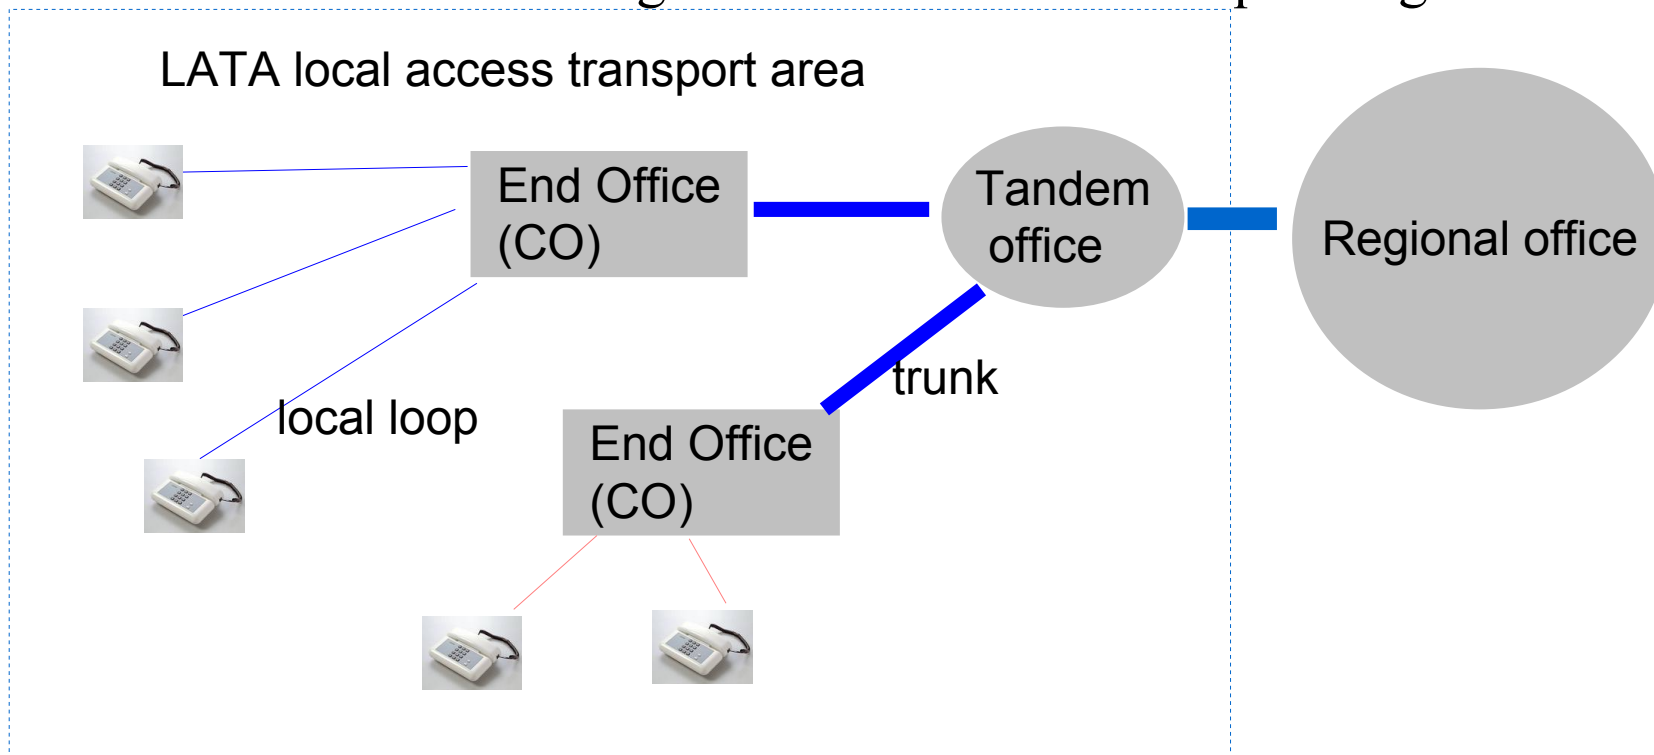 LATA local access transport area
End Office
(CO)
Tandem
office
Regional office
trunk
local loop
End Office
(CO)